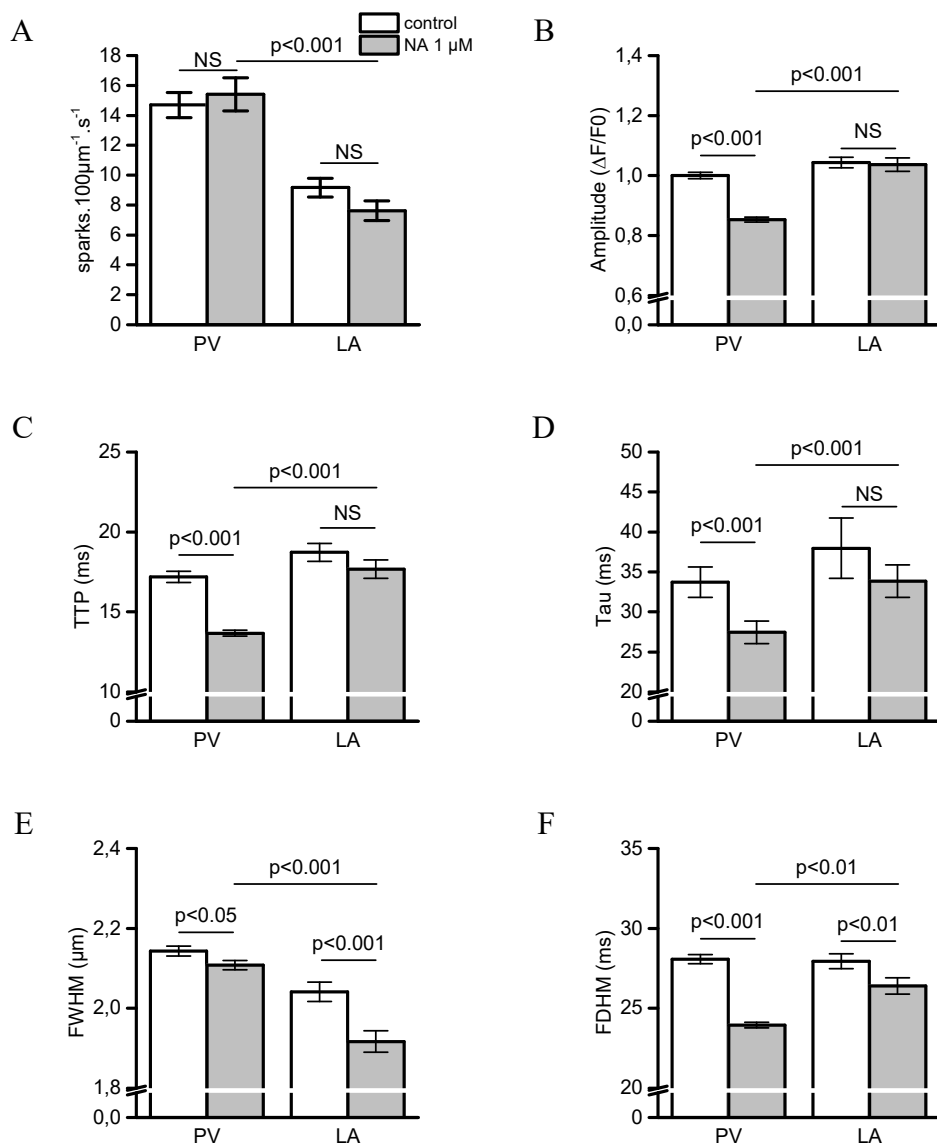 A
control
NA 1 µM
sparks.100µm⁻¹.s⁻¹
18
16
14
12
10
8
6
4
2
0
NS
p<0.001
NS
PV
LA
B
Amplitude (ΔF/F0)
1,4
1,2
1,0
0,8
0,6
0,0
p<0.001
p<0.001
NS
PV
LA
C
TTP (ms)
25
20
15
10
0
p<0.001
p<0.001
NS
PV
LA
D
Tau (ms)
50
45
40
35
30
25
20
0
p<0.001
p<0.001
NS
PV
LA
E
FWHM (µm)
2,4
2,2
2,0
1,8
0,0
p<0.001
p<0.05
p<0.001
PV
LA
F
FDHM (ms)
35
30
25
20
0
p<0.01
p<0.001
p<0.01
PV
LA